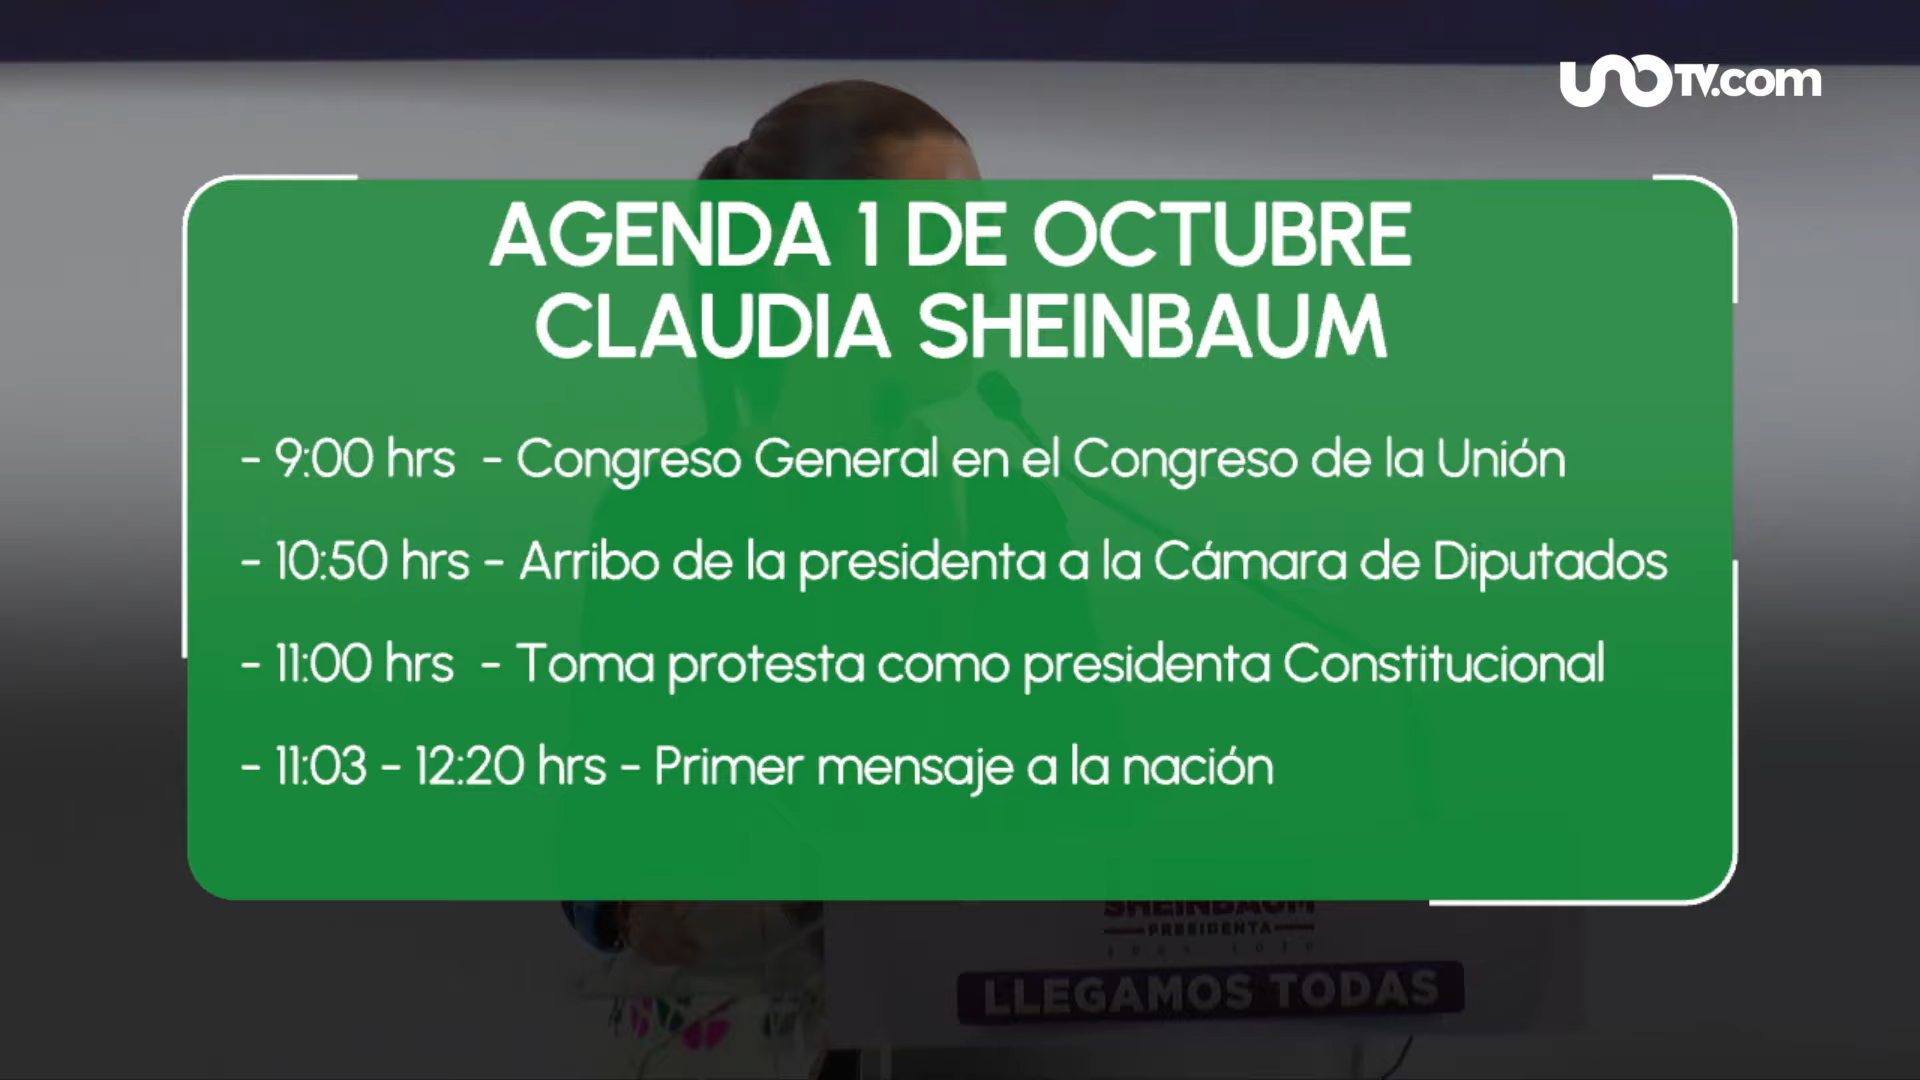 UNOTV.com
AGENDA 1 DE OCTUBRE
CLAUDIA SHEINBAUM
- 9:00 hrs - Congreso General en el Congreso de la Unión
- 10:50 hrs - Arribo de la presidenta a la Cámara de Diputados
- 11:00 hrs - Toma protesta como presidenta Constitucional
- 11:03 - 12:20 hrs - Primer mensaje a la nación
SHEINBAUM
PRESIDENTA
LLEGAMOS TODAS